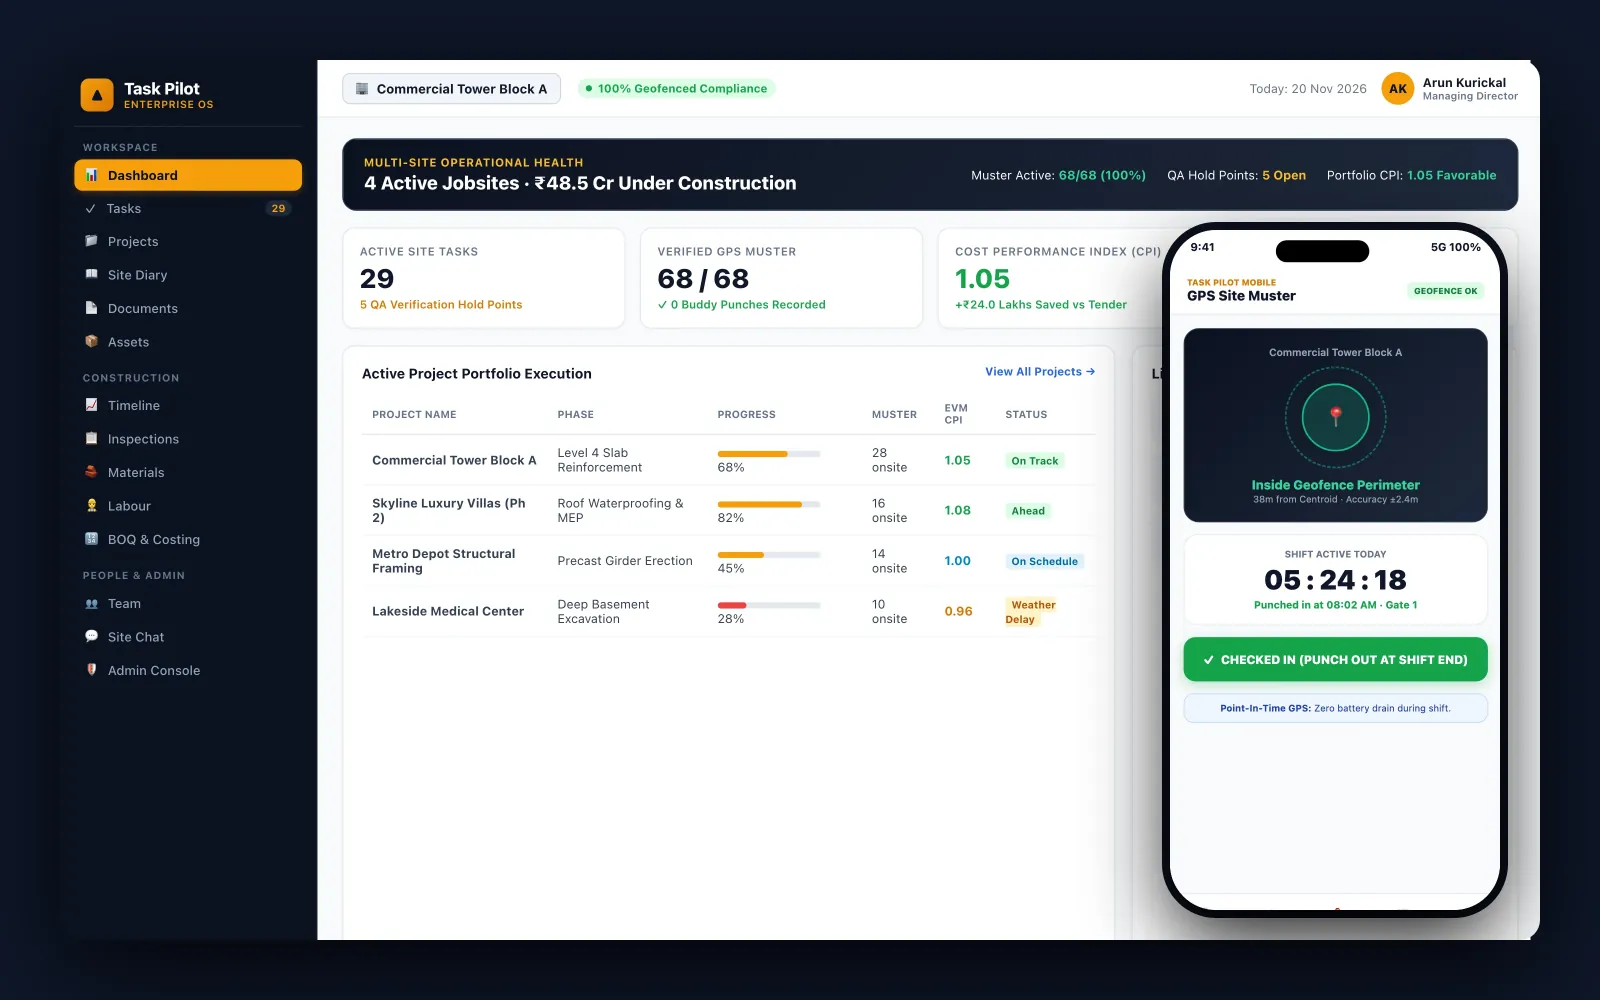 Task Pilot
ENTERPRISE OS
WORKSPACE
Dashboard
Tasks 29
Projects
Site Diary
Documents
Assets
CONSTRUCTION
Timeline
Inspections
Materials
Labour
BOQ & Costing
PEOPLE & ADMIN
Team
Site Chat
Admin Console
Commercial Tower Block A
100% Geofenced Compliance
Today: 20 Nov 2026
AK
Arun Kurickal
Managing Director
MULTI-SITE OPERATIONAL HEALTH
4 Active Jobsites · ₹48.5 Cr Under Construction
Muster Active: 68/68 (100%) QA Hold Points: 5 Open Portfolio CPI: 1.05 Favorable
ACTIVE SITE TASKS
29
5 QA Verification Hold Points
VERIFIED GPS MUSTER
68 / 68
✓ 0 Buddy Punches Recorded
COST PERFORMANCE INDEX (CPI)
1.05
+₹24.0 Lakhs Saved vs Tender
Active Project Portfolio Execution
View All Projects →
PROJECT NAME PHASE PROGRESS MUSTER EVM CPI STATUS
Commercial Tower Block A
Level 4 Slab
Reinforcement
68%
28
onsite
1.05
On Track
Skyline Luxury Villas (Ph
2)
Roof Waterproofing &
MEP
82%
16
onsite
1.08
Ahead
Metro Depot Structural
Framing
Precast Girder Erection
45%
14
onsite
1.00
On Schedule
Lakeside Medical Center
Deep Basement
Excavation
28%
10
onsite
0.96
Weather
Delay
9:41
5G 100%
TASK PILOT MOBILE
GPS Site Muster
GEOFENCE OK
Commercial Tower Block A
Inside Geofence Perimeter
38m from Centroid · Accuracy ±2.4m
SHIFT ACTIVE TODAY
05 : 24 : 18
Punched in at 08:02 AM · Gate 1
✓ CHECKED IN (PUNCH OUT AT SHIFT END)
Point-In-Time GPS: Zero battery drain during shift.